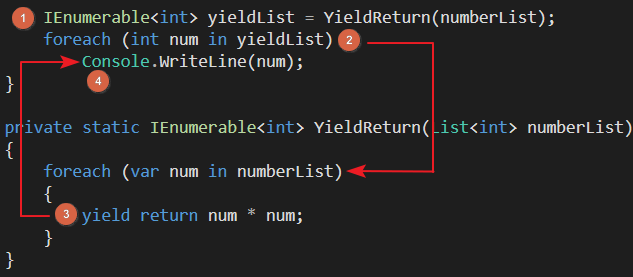 1 IEnumerable<int> yieldList = YieldReturn(numberList);
foreach (int num in yieldList) 2
Console.WriteLine(num);
4
}
private static IEnumerable<int> YieldReturn(List<int> numberList)
{
foreach (var num in numberList)
{
3 yield return num * num;
}
}